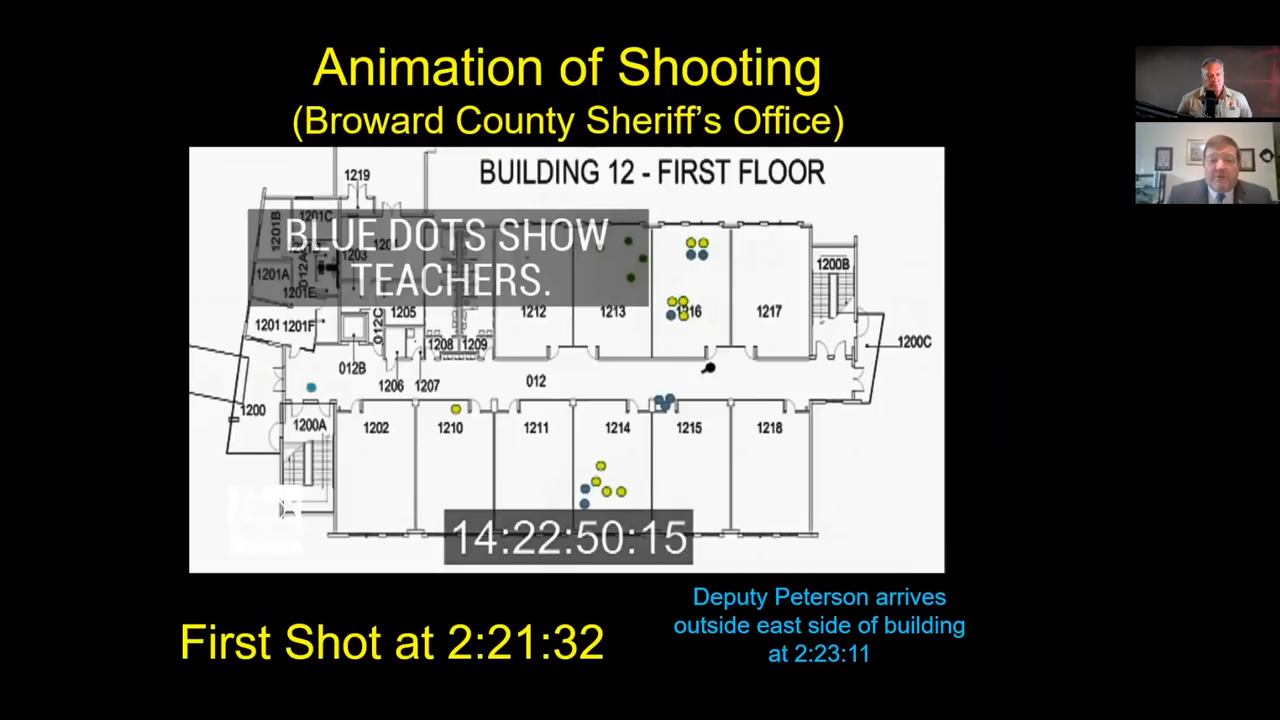 Animation of Shooting
(Broward County Sheriff's Office)
BUILDING 12 - FIRST FLOOR
1219
BLUE DOTS SHOW
TEACHERS.
1201B
1201C
012A
1203
1201A
1201E
1201
1201F
1205
012C
1212
1213
1216
1217
1200B
1200C
1208
1209
012B
1206
1207
012
1200
1200A
1202
1210
1211
1214
1215
1218
14:22:50:15
First Shot at 2:21:32
Deputy Peterson arrives
outside east side of building
at 2:23:11